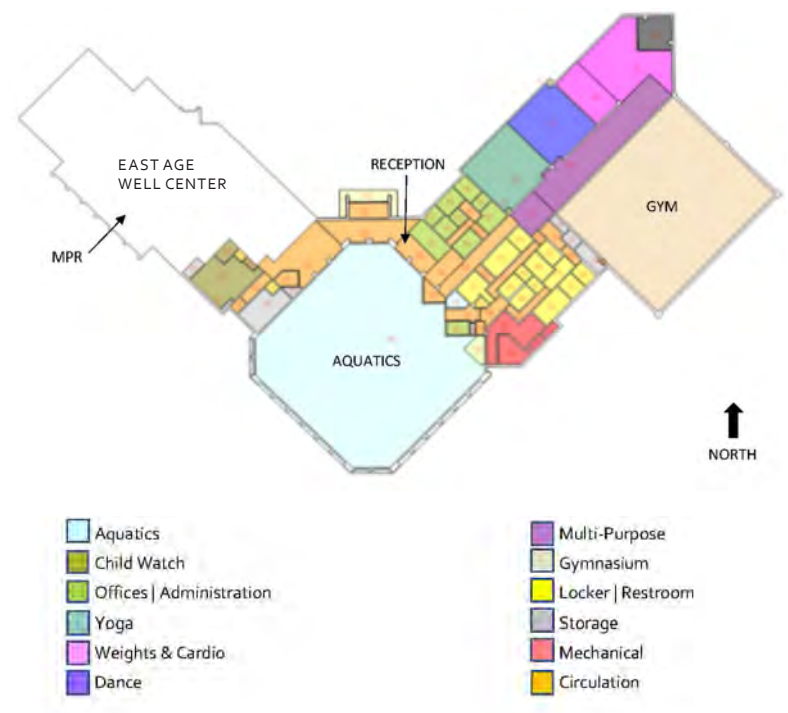 EAST AGE
WELL CENTER
RECEPTION
GYM
MPR
AQUATICS
NORTH
Aquatics
Child Watch
Offices | Administration
Yoga
Weights & Cardio
Dance
Multi-Purpose
Gymnasium
Locker | Restroom
Storage
Mechanical
Circulation